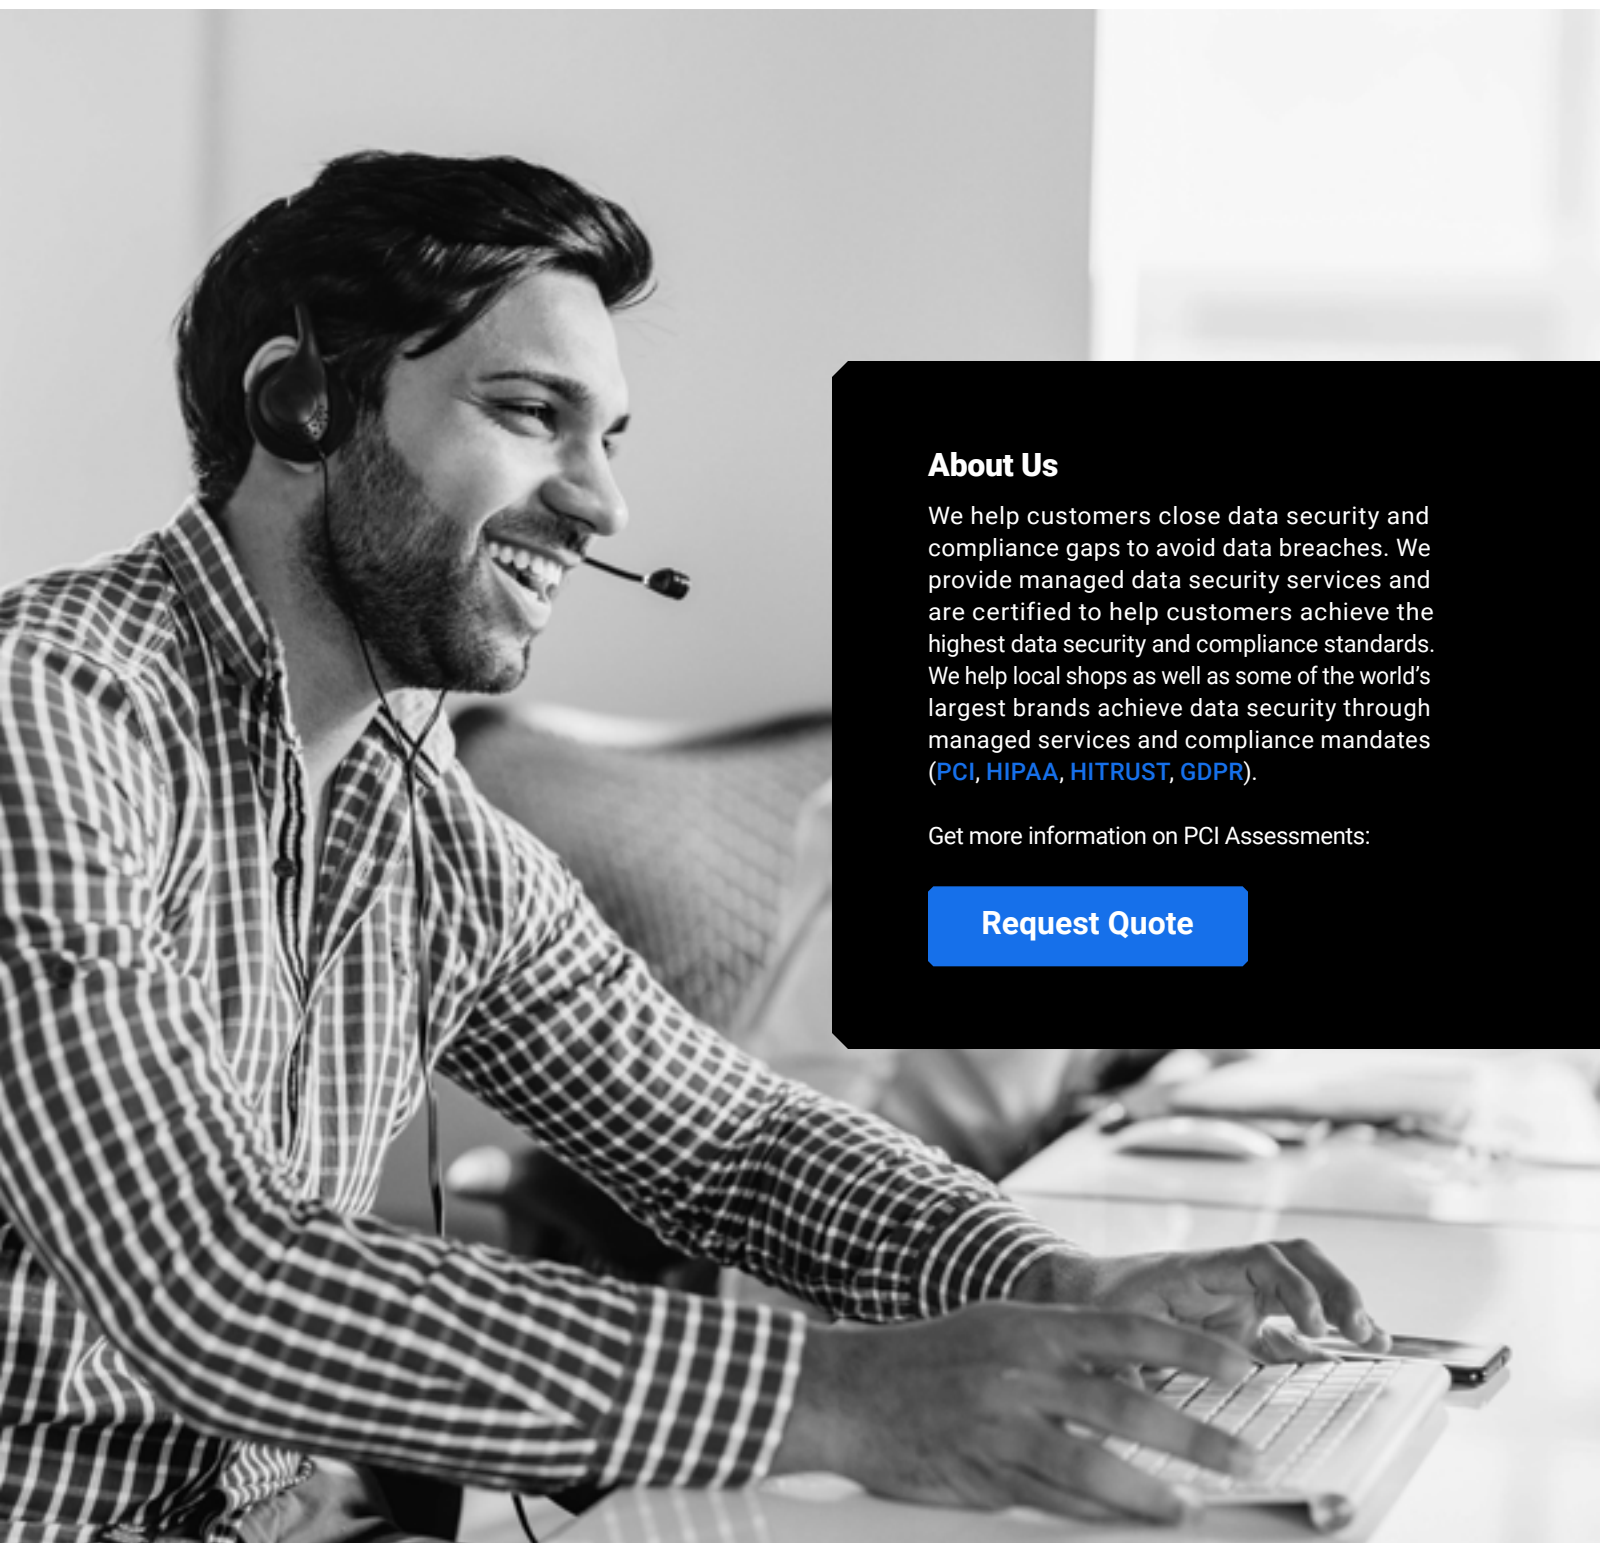 About Us
We help customers close data security and
compliance gaps to avoid data breaches. We
provide managed data security services and
are certified to help customers achieve the
highest data security and compliance standards.
We help local shops as well as some of the world’s
largest brands achieve data security through
managed services and compliance mandates
(PCI, HIPAA, HITRUST, GDPR).
Get more information on PCI Assessments:
Request Quote